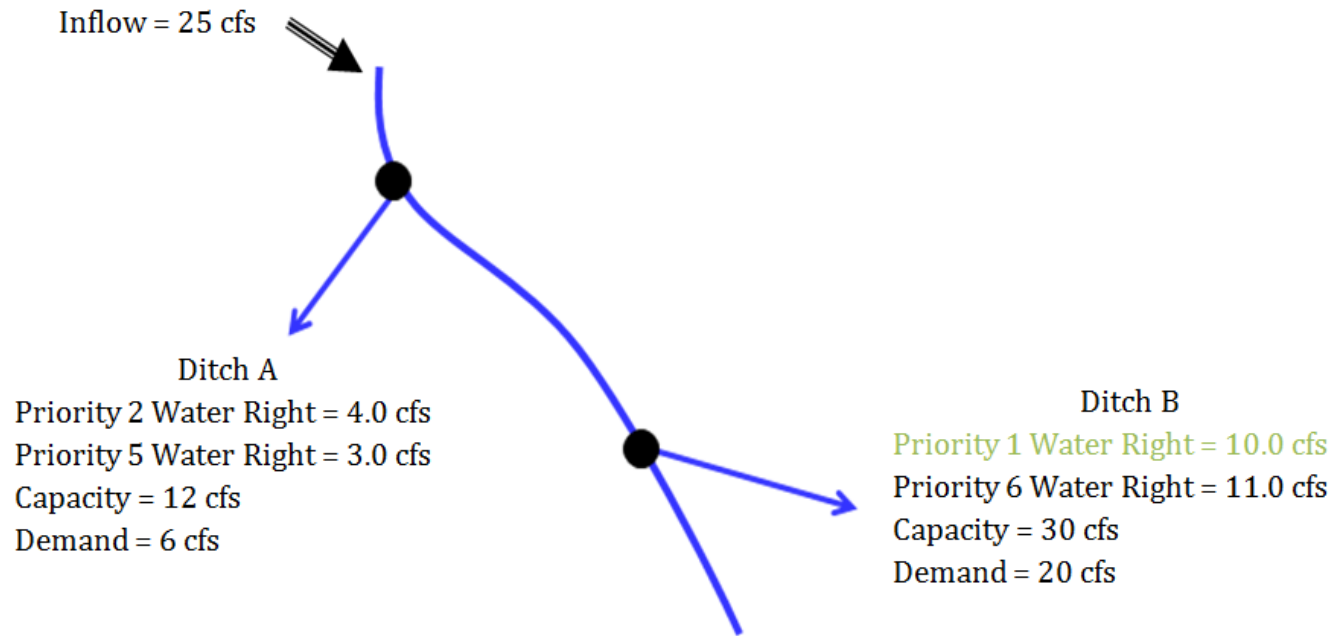 Inflow = 25 cfs
Ditch A
Priority 2 Water Right = 4.0 cfs
Priority 5 Water Right = 3.0 cfs
Capacity = 12 cfs
Demand = 6 cfs
Ditch B
Priority 1 Water Right = 10.0 cfs
Priority 6 Water Right = 11.0 cfs
Capacity = 30 cfs
Demand = 20 cfs